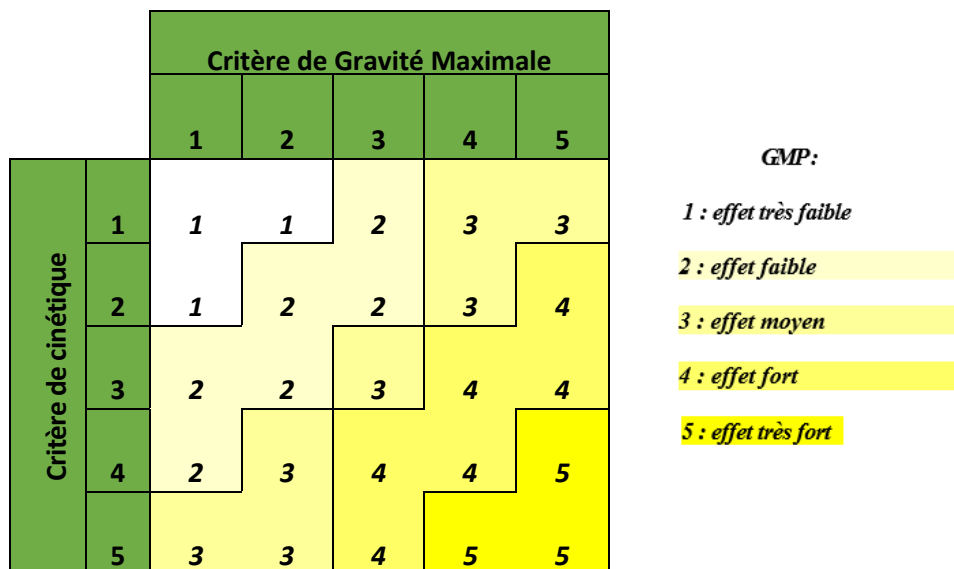 Critère de Gravité Maximale
1 2 3 4 5
Critère de cinétique
1 1 1 2 3 3
2 1 2 2 3 4
3 2 2 3 4 4
4 2 3 4 4 5
5 3 3 4 5 5
GMP :
1 : effet très faible
2 : effet faible
3 : effet moyen
4 : effet fort
5 : effet très fort